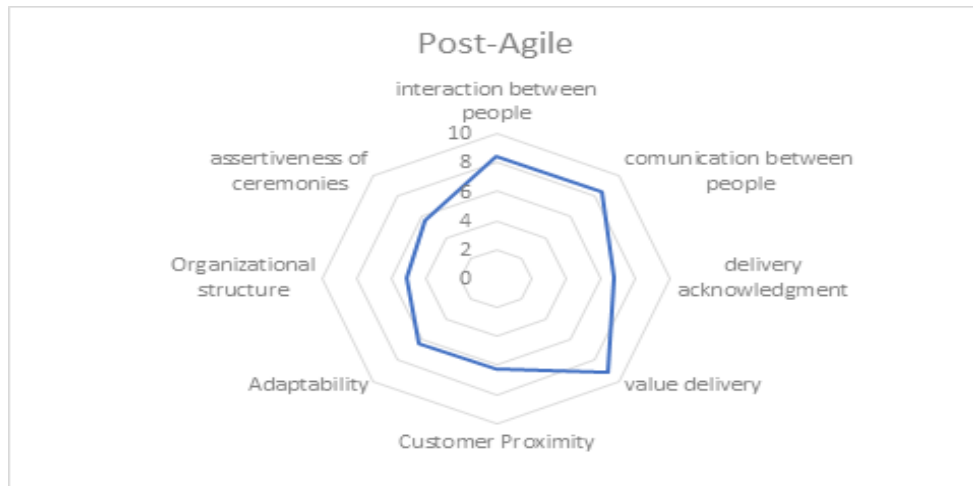 Post-Agile
interaction between
people
10
8
6
4
2
0
comunication between
people
delivery
acknowledgment
value delivery
Customer Proximity
Adaptability
Organizational
structure
assertiveness of
ceremonies